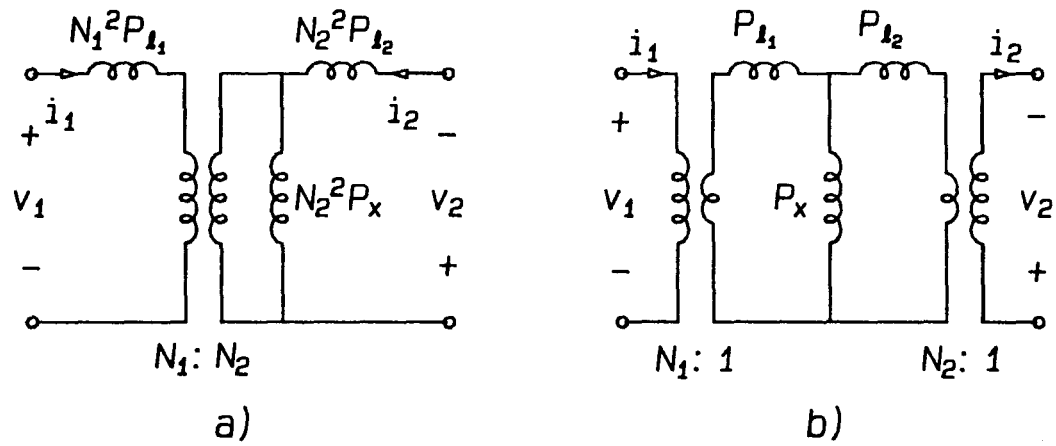 N₁²Pℓ₁ N₂²Pℓ₂
i₁ i₂
+ −
v₁ N₂²Pₓ v₂
− +
N₁: N₂
a)
i₁ Pℓ₁ Pℓ₂ i₂
+ −
v₁ Pₓ v₂
− +
N₁: 1 N₂: 1
b)